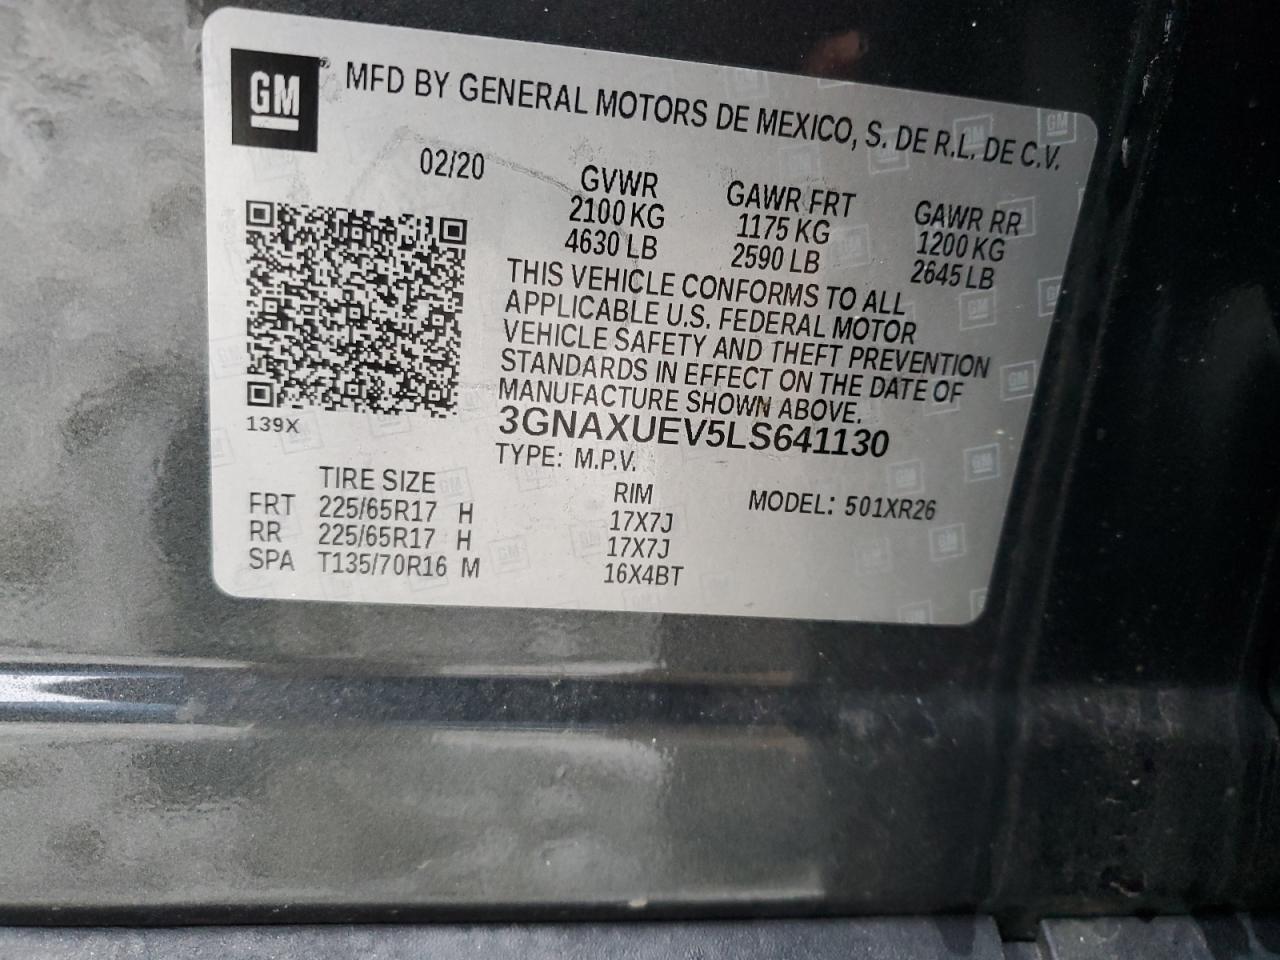 GM
MFD BY GENERAL MOTORS DE MEXICO, S. DE R.L. DE C.V.
02/20
GVWR GAWR FRT GAWR RR
2100 KG 1175 KG 1200 KG
4630 LB 2590 LB 2645 LB
THIS VEHICLE CONFORMS TO ALL
APPLICABLE U.S. FEDERAL MOTOR
VEHICLE SAFETY AND THEFT PREVENTION
STANDARDS IN EFFECT ON THE DATE OF
MANUFACTURE SHOWN ABOVE.
139X
3GNAXUEV5LS641130
TYPE: M.P.V.
TIRE SIZE RIM MODEL: 501XR26
FRT 225/65R17 H 17X7J
RR 225/65R17 H 17X7J
SPA T135/70R16 M 16X4BT